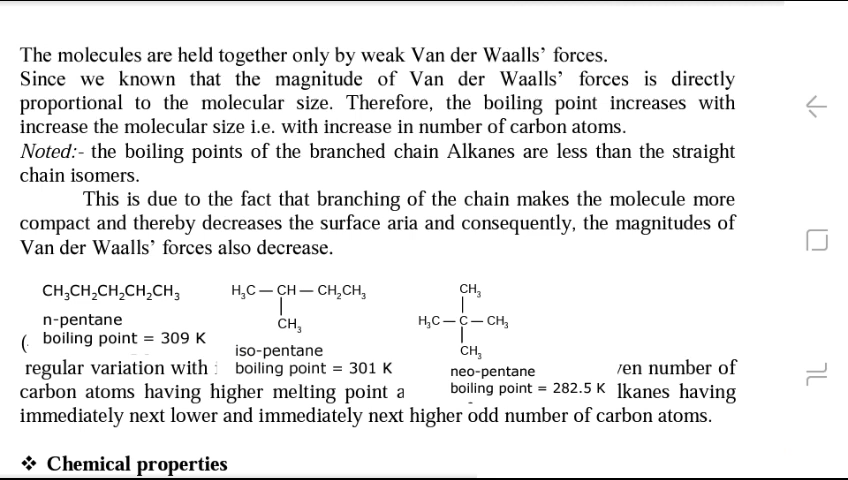 The molecules are held together only by weak Van der Waalls’ forces.
Since we known that the magnitude of Van der Waalls’ forces is directly
proportional to the molecular size. Therefore, the boiling point increases with
increase the molecular size i.e. with increase in number of carbon atoms.
Noted:- the boiling points of the branched chain Alkanes are less than the straight
chain isomers.
This is due to the fact that branching of the chain makes the molecule more
compact and thereby decreases the surface aria and consequently, the magnitudes of
Van der Waalls’ forces also decrease.
CH₃CH₂CH₂CH₂CH₃
n-pentane
boiling point = 309 K
H₃C — CH — CH₂CH₃
CH₃
iso-pentane
boiling point = 301 K
CH₃
H₃C — C — CH₃
CH₃
neo-pentane
boiling point = 282.5 K
(
regular variation with number of
carbon atoms having higher melting point lkanes having
immediately next lower and immediately next higher odd number of carbon atoms.
❖ Chemical properties